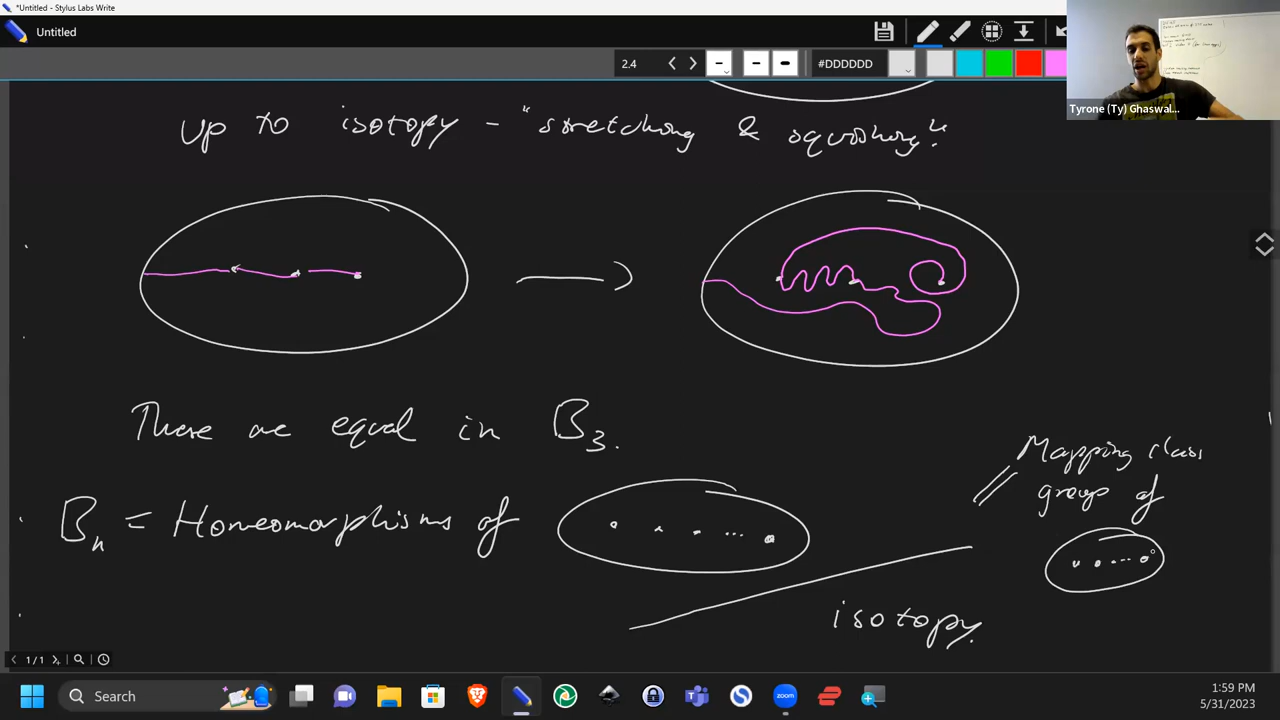 *Untitled - Stylus Labs Write
Untitled
2.4
#DDDDDD
Tyrone (Ty) Ghaswal...
up to isotopy - "stretching & squishing".
These are equal in B₃.
Bₙ = Homeomorphisms of
isotopy.
Mapping class
group of
1/1
Search
zoom
1:59 PM
5/31/2023